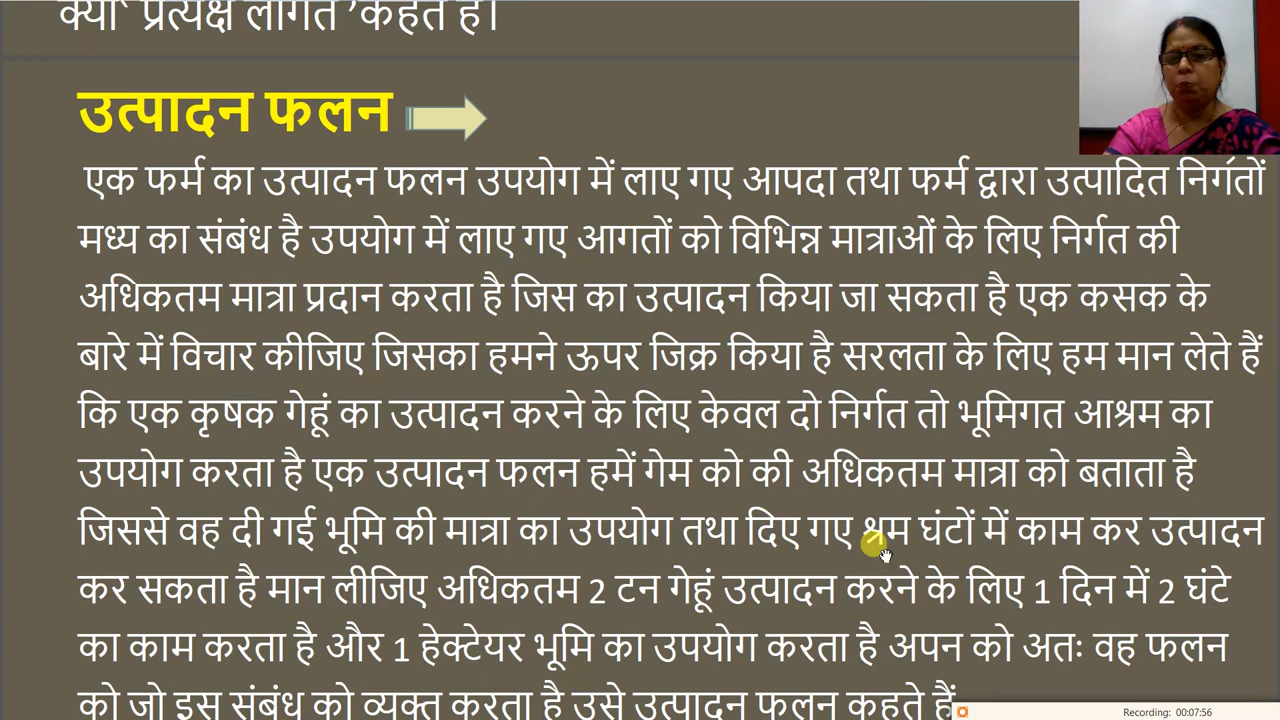 क्यों ‘प्रत्यक्ष लागत ’कहते हैं।
उत्पादन फलन
एक फर्म का उत्पादन फलन उपयोग में लाए गए आपदा तथा फर्म द्वारा उत्पादित निर्गतों
मध्य का संबंध है उपयोग में लाए गए आगतों को विभिन्न मात्राओं के लिए निर्गत की
अधिकतम मात्रा प्रदान करता है जिस का उत्पादन किया जा सकता है एक कसक के
बारे में विचार कीजिए जिसका हमने ऊपर जिक्र किया है सरलता के लिए हम मान लेते हैं
कि एक कृषक गेहूं का उत्पादन करने के लिए केवल दो निर्गत तो भूमिगत आश्रम का
उपयोग करता है एक उत्पादन फलन हमें गेम को की अधिकतम मात्रा को बताता है
जिससे वह दी गई भूमि की मात्रा का उपयोग तथा दिए गए श्रम घंटों में काम कर उत्पादन
कर सकता है मान लीजिए अधिकतम 2 टन गेहूं उत्पादन करने के लिए 1 दिन में 2 घंटे
का काम करता है और 1 हेक्टेयर भूमि का उपयोग करता है अपन को अतः वह फलन
को जो इस संबंध को व्यक्त करता है उसे उत्पादन फलन कहते हैं
Recording: 00:07:56